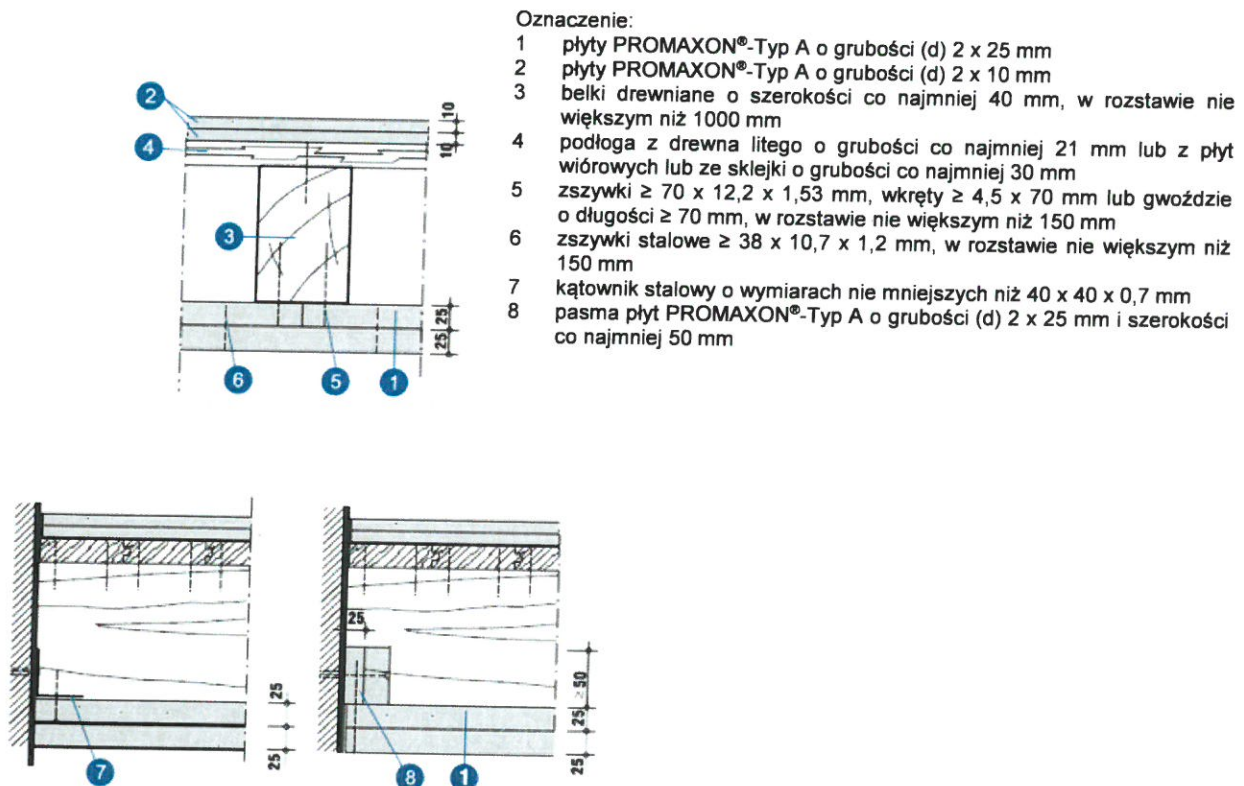 Oznaczenie:
1 płyty PROMAXON®-Typ A o grubości (d) 2 x 25 mm
2 płyty PROMAXON®-Typ A o grubości (d) 2 x 10 mm
3 belki drewniane o szerokości co najmniej 40 mm, w rozstawie nie
większym niż 1000 mm
4 podłoga z drewna litego o grubości co najmniej 21 mm lub z płyt
wiórowych lub ze sklejki o grubości co najmniej 30 mm
5 zszywki ≥ 70 x 12,2 x 1,53 mm, wkręty ≥ 4,5 x 70 mm lub gwoździe
o długości ≥ 70 mm, w rozstawie nie większym niż 150 mm
6 zszywki stalowe ≥ 38 x 10,7 x 1,2 mm, w rozstawie nie większym niż
150 mm
7 kątownik stalowy o wymiarach nie mniejszych niż 40 x 40 x 0,7 mm
8 pasma płyt PROMAXON®-Typ A o grubości (d) 2 x 25 mm i szerokości
co najmniej 50 mm
2
10
4
10
3
25
25
6 5 1
25
25
7
25
≥50
25
25
8 1